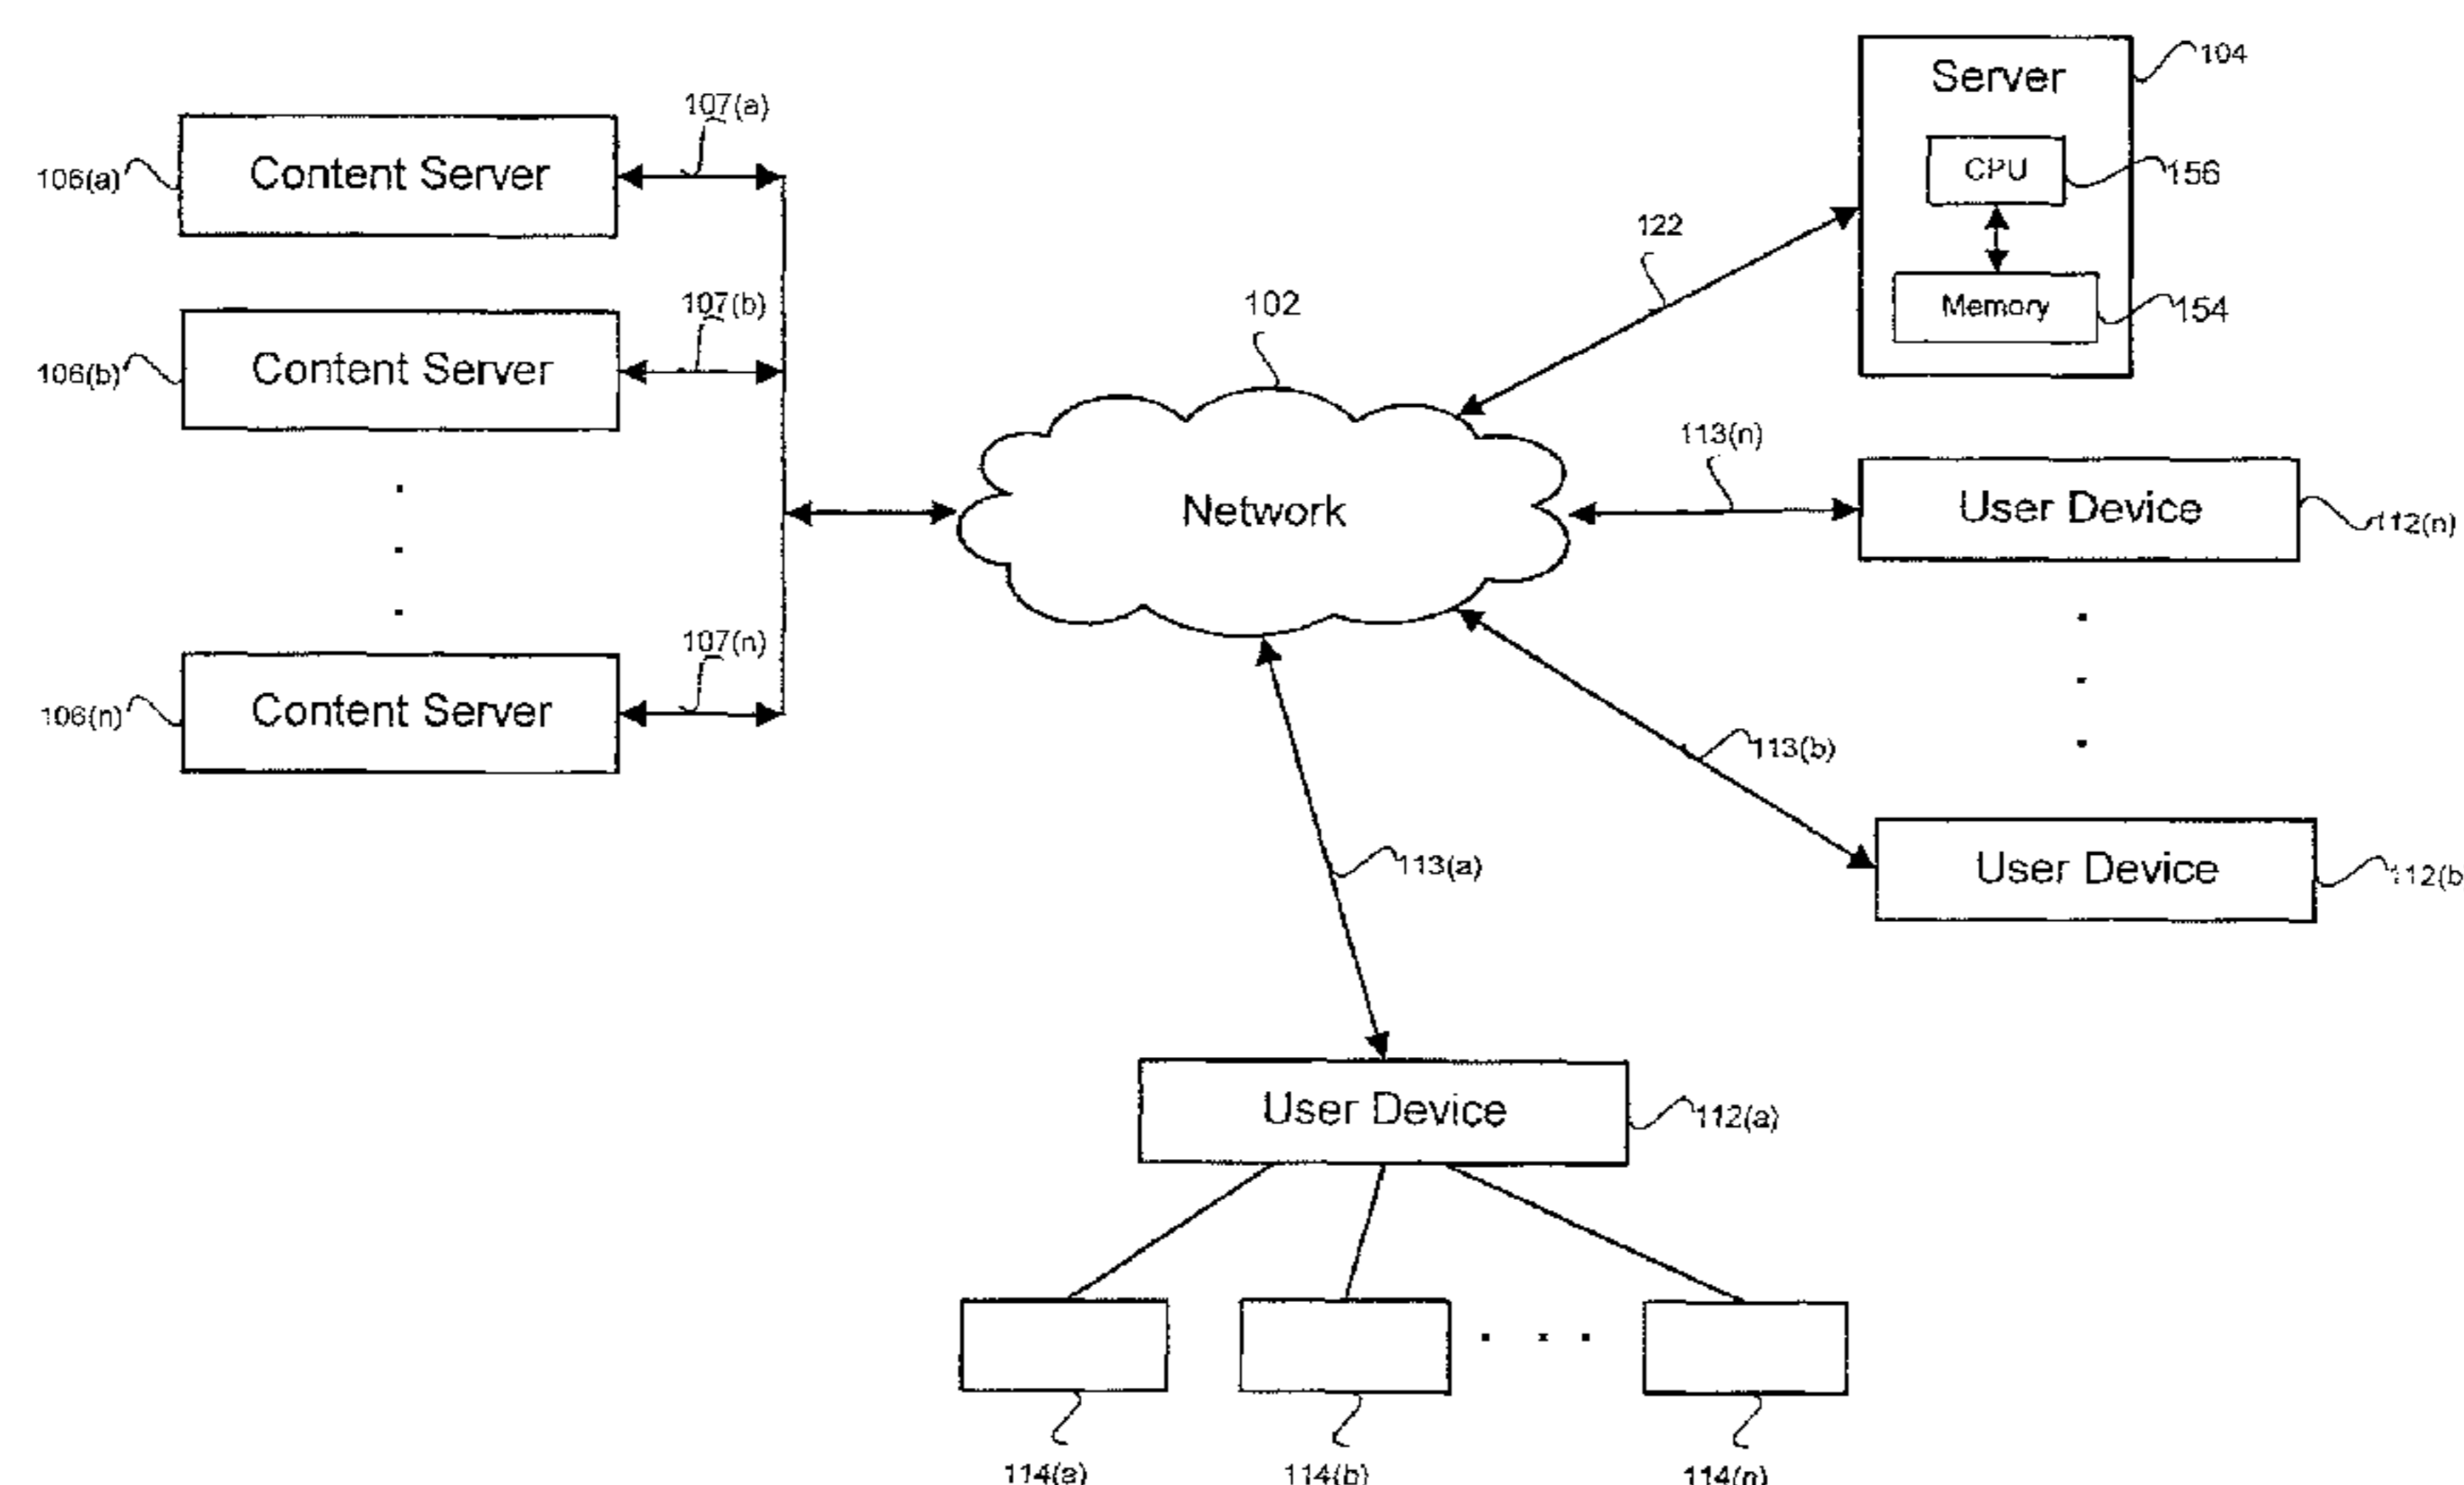 104
Server
107(a)
106(a)
Content Server
CPU
156
122
107(b)
102
Memory
154
106(b)
Content Server
113(n)
Network
User Device
112(n)
107(n)
106(n)
Content Server
113(b)
113(a)
User Device
112(b
User Device
112(a)
114(a)
114(b)
114(n)